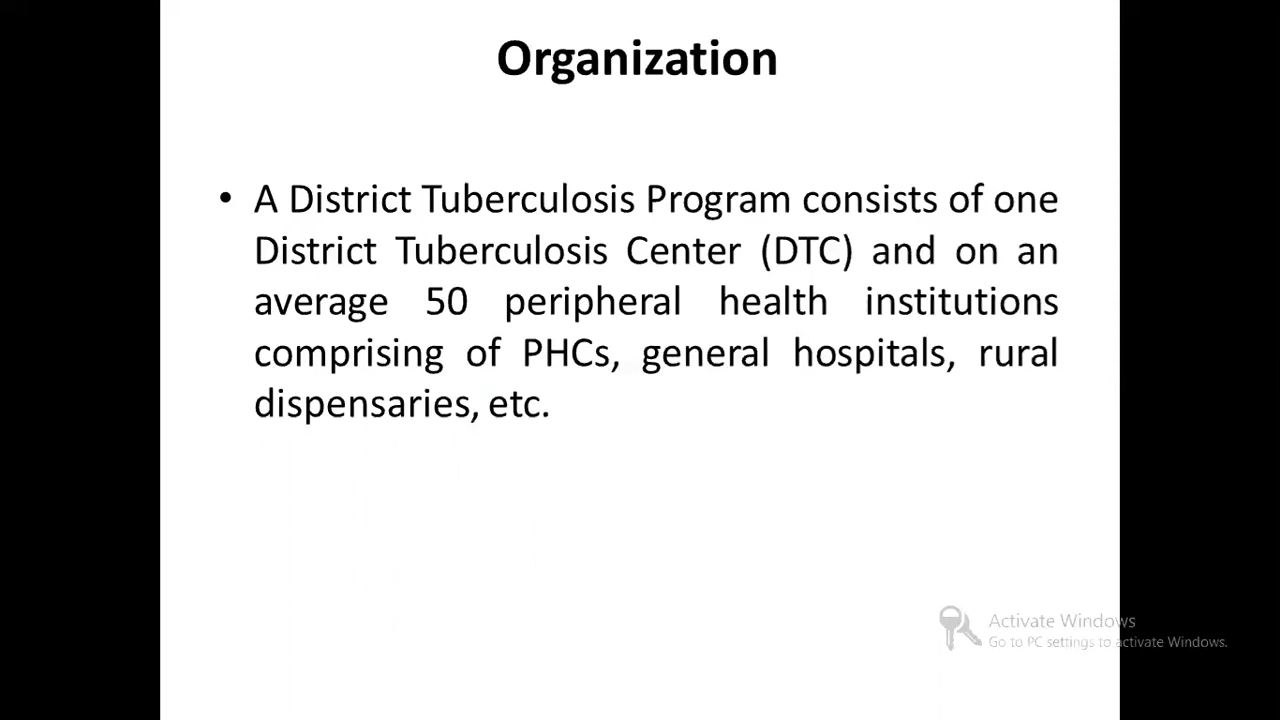 Organization
• A District Tuberculosis Program consists of one
District Tuberculosis Center (DTC) and on an
average 50 peripheral health institutions
comprising of PHCs, general hospitals, rural
dispensaries, etc.
Activate Windows
Go to PC settings to activate Windows.